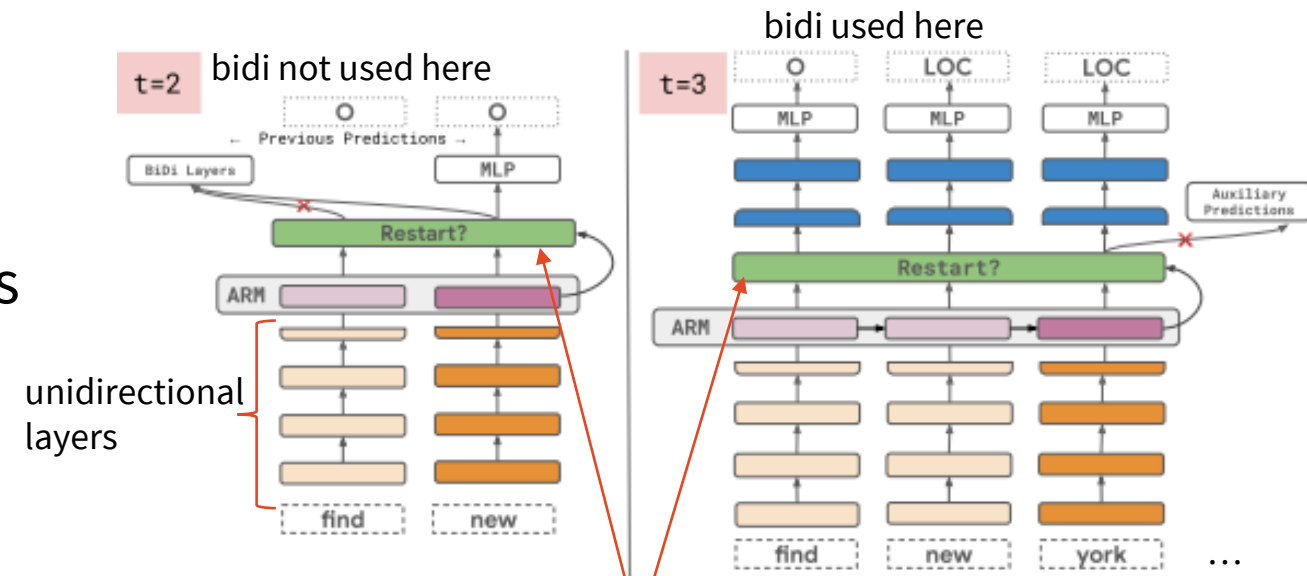 t=2
bidi not used here
O
O
← Previous Predictions →
BiDi Layers
MLP
Restart?
s
ARM
unidirectional
layers
find
new
bidi used here
t=3
O
LOC
LOC
MLP
MLP
MLP
Auxiliary
Predictions
Restart?
ARM
find
new
york
...